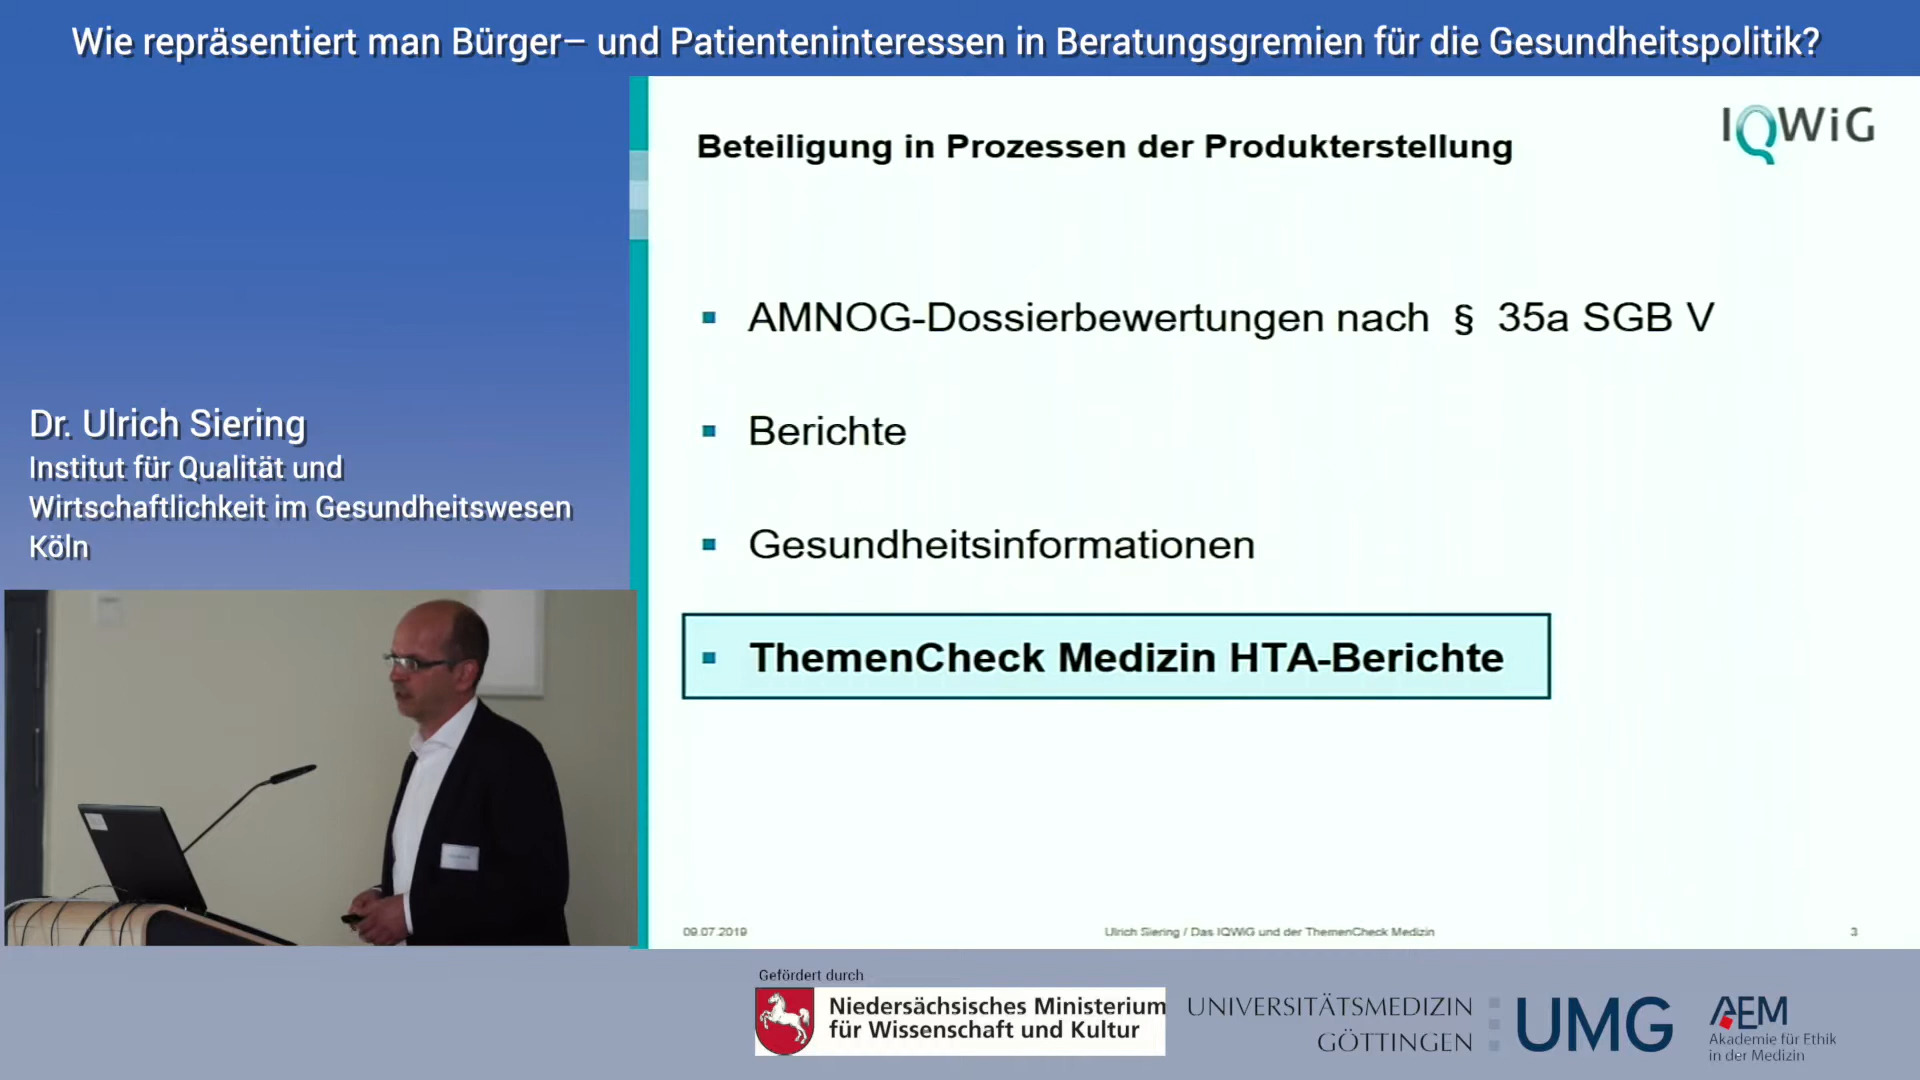 Wie repräsentiert man Bürger– und Patienteninteressen in Beratungsgremien für die Gesundheitspolitik?
IQWiG
Beteiligung in Prozessen der Produkterstellung
▪ AMNOG-Dossierbewertungen nach § 35a SGB V
▪ Berichte
▪ Gesundheitsinformationen
▪ ThemenCheck Medizin HTA-Berichte
Dr. Ulrich Siering
Institut für Qualität und
Wirtschaftlichkeit im Gesundheitswesen
Köln
09.07.2019
Ulrich Siering / Das IQWiG und der ThemenCheck Medizin
3
Gefördert durch
Niedersächsisches Ministerium
für Wissenschaft und Kultur
UNIVERSITÄTSMEDIZIN
GÖTTINGEN
UMG
AEM
Akademie für Ethik
in der Medizin